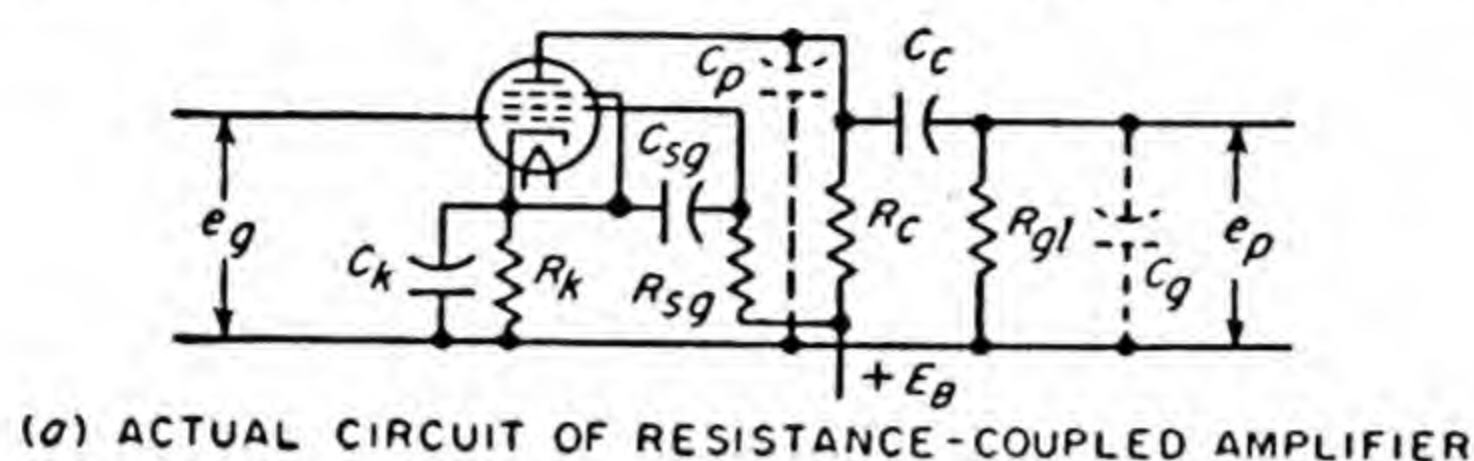 Cp
Cc
Csg
eg
Ck
Rk
Rsg
Rc
Rgl
Cg
ep
+ EB
(a) ACTUAL CIRCUIT OF RESISTANCE-COUPLED AMPLIFIER